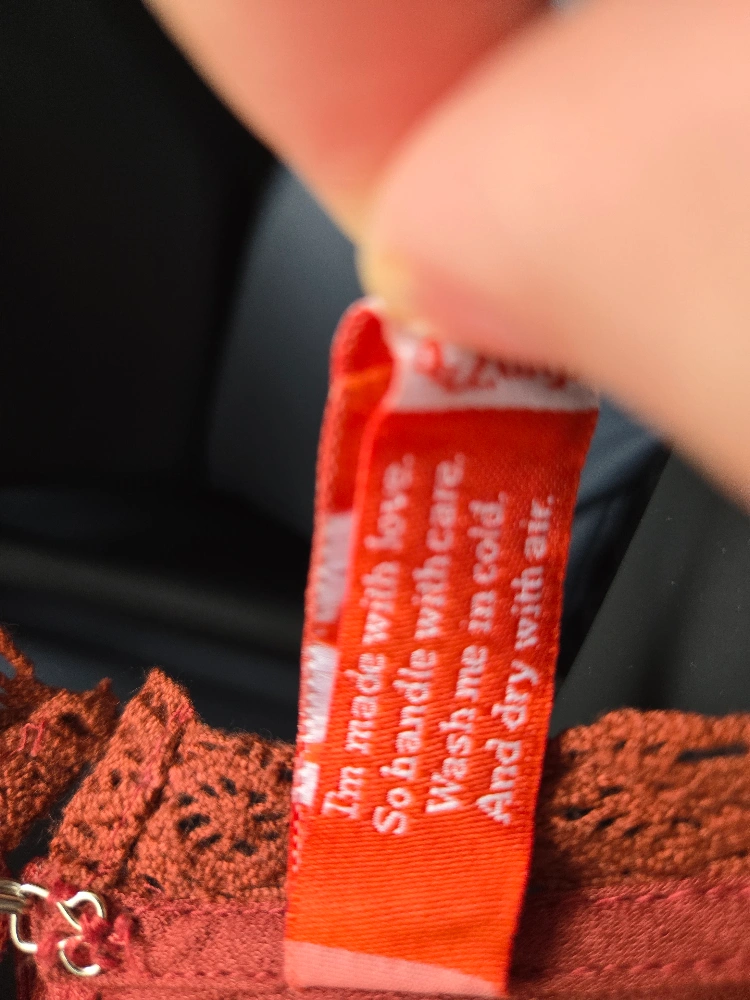 I'm made with love.
So handle with care.
Wash me in cold.
And dry with air.